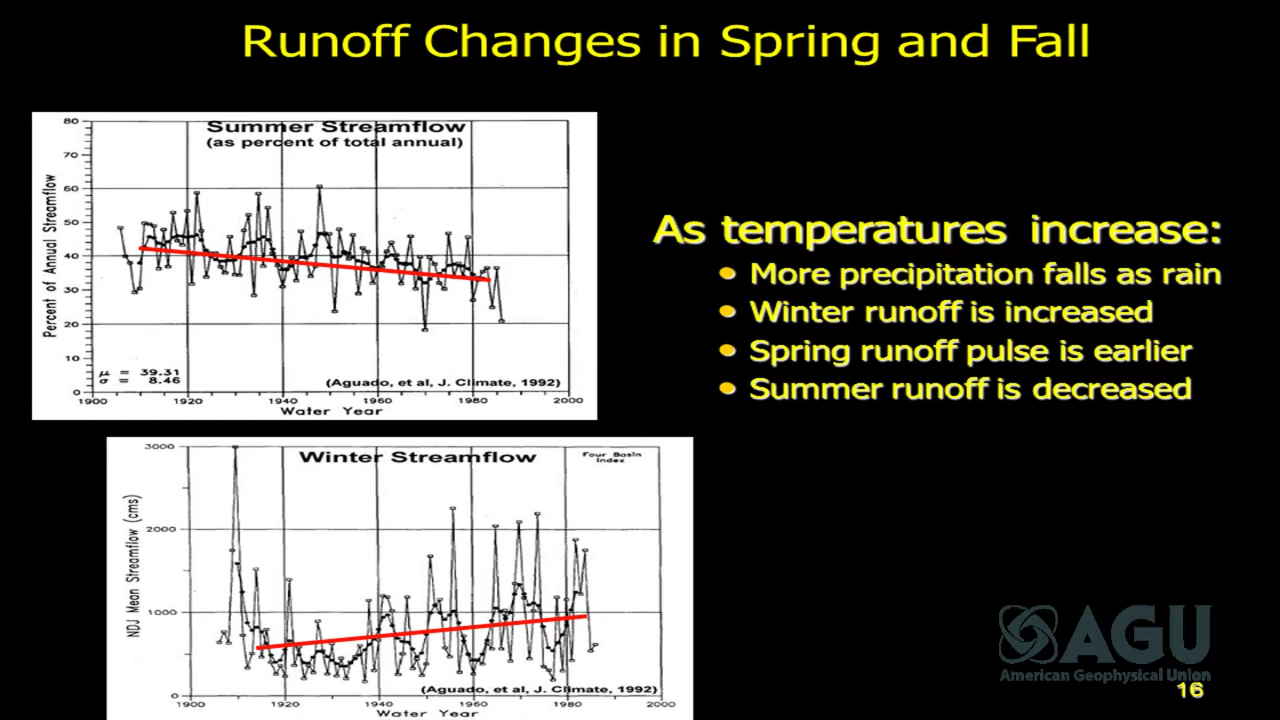 Runoff Changes in Spring and Fall
Summer Streamflow
(as percent of total annual)
Percent of Annual Streamflow
80
70
60
50
40
30
20
10
0
μ = 39.31
σ = 8.46
(Aguado, et al, J. Climate, 1992)
1900 1920 1940 1960 1980 2000
Water Year
As temperatures increase:
• More precipitation falls as rain
• Winter runoff is increased
• Spring runoff pulse is earlier
• Summer runoff is decreased
Winter Streamflow
Four Basin
Index
NDJ Mean Streamflow (cms)
3000
2000
1000
0
(Aguado, et al, J. Climate, 1992)
1900 1920 1940 1960 1980 2000
Water Year
AGU
American Geophysical Union
16